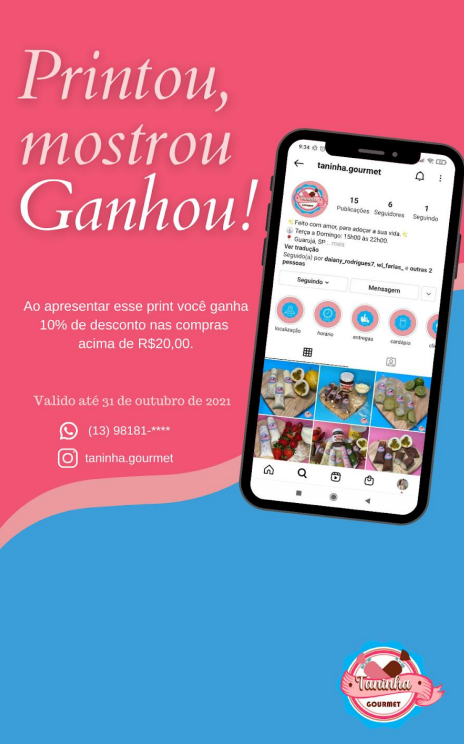 Printou,
mostrou
Ganhou!
Ao apresentar esse print você ganha
10% de desconto nas compras
acima de R$20,00.
Valido até 31 de outubro de 2021
(13) 98181-****
taninha.gourmet
9:34
taninha.gourmet
15 6 1
Publicações Seguidores Seguindo
Feito com amor, para adoçar a sua vida.
Terça a Domingo: 15h00 às 22h00.
Guarujá, SP ... mais
Ver tradução
Seguido(a) por daiany_rodrigues7, wi_farias_ e outras 2
pessoas
Seguindo Mensagem
localização horário entregas cardápio
Taninha
GOURMET